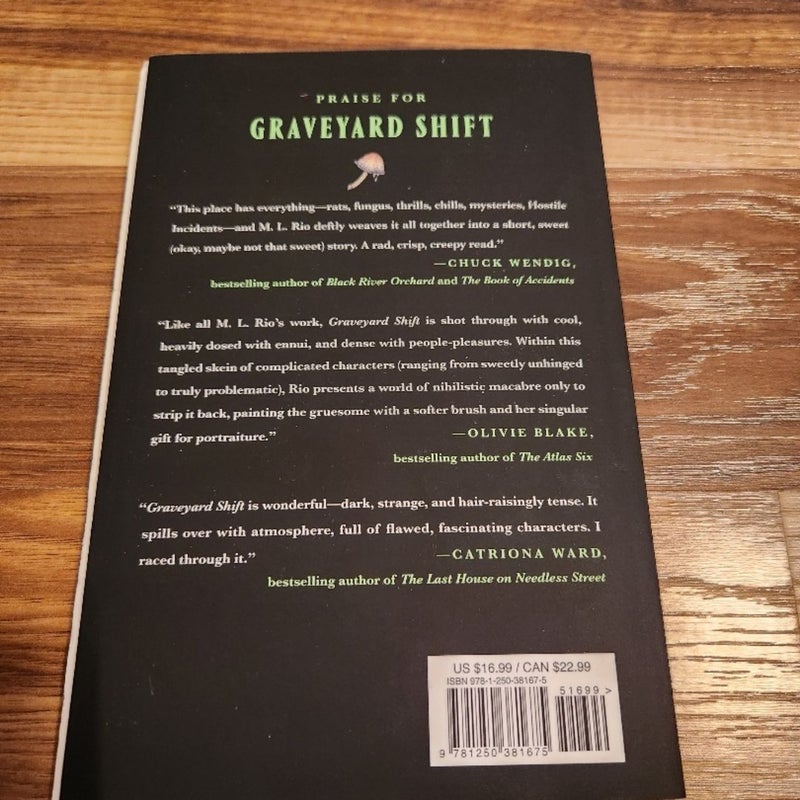 PRAISE FOR
GRAVEYARD SHIFT
“This place has everything—rats, fungus, thrills, chills, mysteries, Hostile
Incidents—and M. L. Rio deftly weaves it all together into a short, sweet
(okay, maybe not that sweet) story. A rad, crisp, creepy read.”
—CHUCK WENDIG,
bestselling author of Black River Orchard and The Book of Accidents
“Like all M. L. Rio’s work, Graveyard Shift is shot through with cool,
heavily dosed with ennui, and dense with people-pleasures. Within this
tangled skein of complicated characters (ranging from sweetly unhinged
to truly problematic), Rio presents a world of nihilistic macabre only to
strip it back, painting the gruesome with a softer brush and her singular
gift for portraiture.” —OLIVIE BLAKE,
bestselling author of The Atlas Six
“Graveyard Shift is wonderful—dark, strange, and hair-raisingly tense. It
spills over with atmosphere, full of flawed, fascinating characters. I
raced through it.” —CATRIONA WARD,
bestselling author of The Last House on Needless Street
US $16.99 / CAN $22.99
ISBN 978-1-250-38167-5
51699 >
9 781250 381675